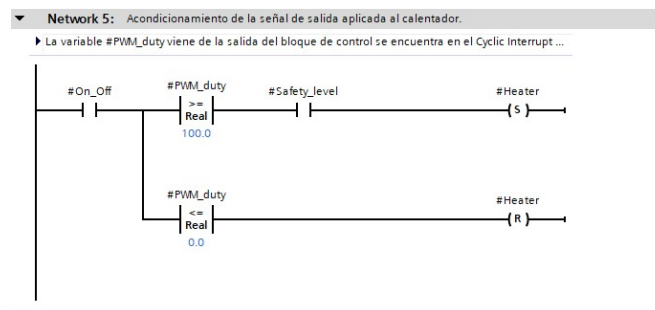 Network 5: Acondicionamiento de la señal de salida aplicada al calentador.
La variable #PWM_duty viene de la salida del bloque de control se encuentra en el Cyclic Interrupt ...
#On_Off
#PWM_duty
#Safety_level
#Heater
>=
Real
S
100.0
#PWM_duty
#Heater
<=
Real
R
0.0